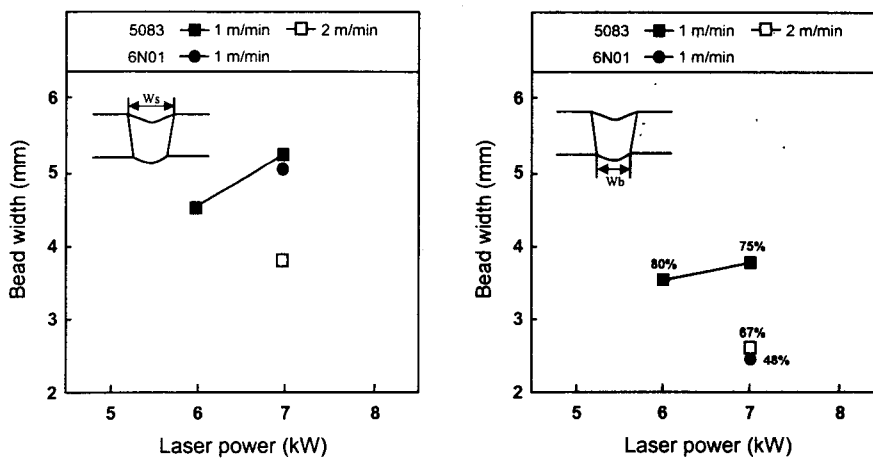 5083 ■ 1 m/min □ 2 m/min
6N01 ● 1 m/min
Ws
6
5
4
3
2
Bead width (mm)
5 6 7 8
Laser power (kW)
5083 ■ 1 m/min □ 2 m/min
6N01 ● 1 m/min
Wb
6
5
4
3
2
Bead width (mm)
80%
75%
67%
48%
5 6 7 8
Laser power (kW)